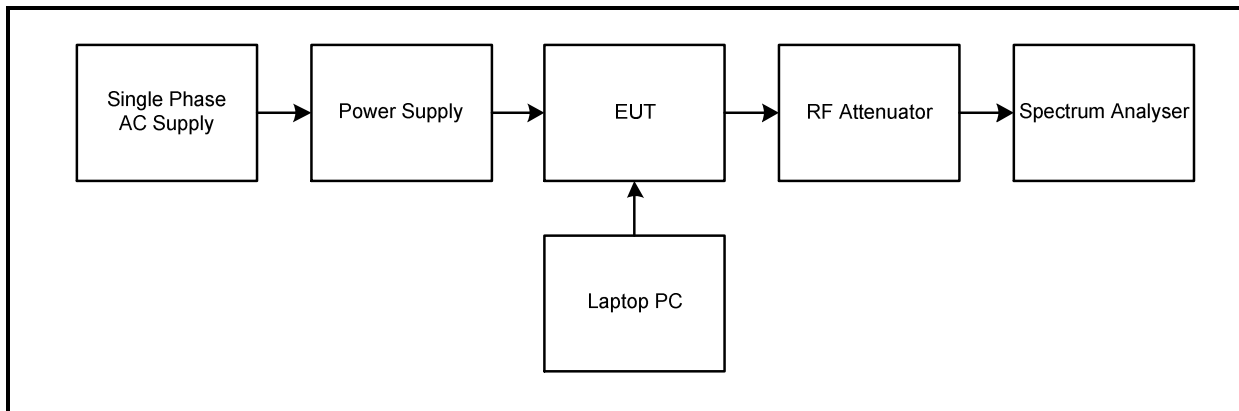 Single Phase
AC Supply
Power Supply
EUT
RF Attenuator
Spectrum Analyser
Laptop PC